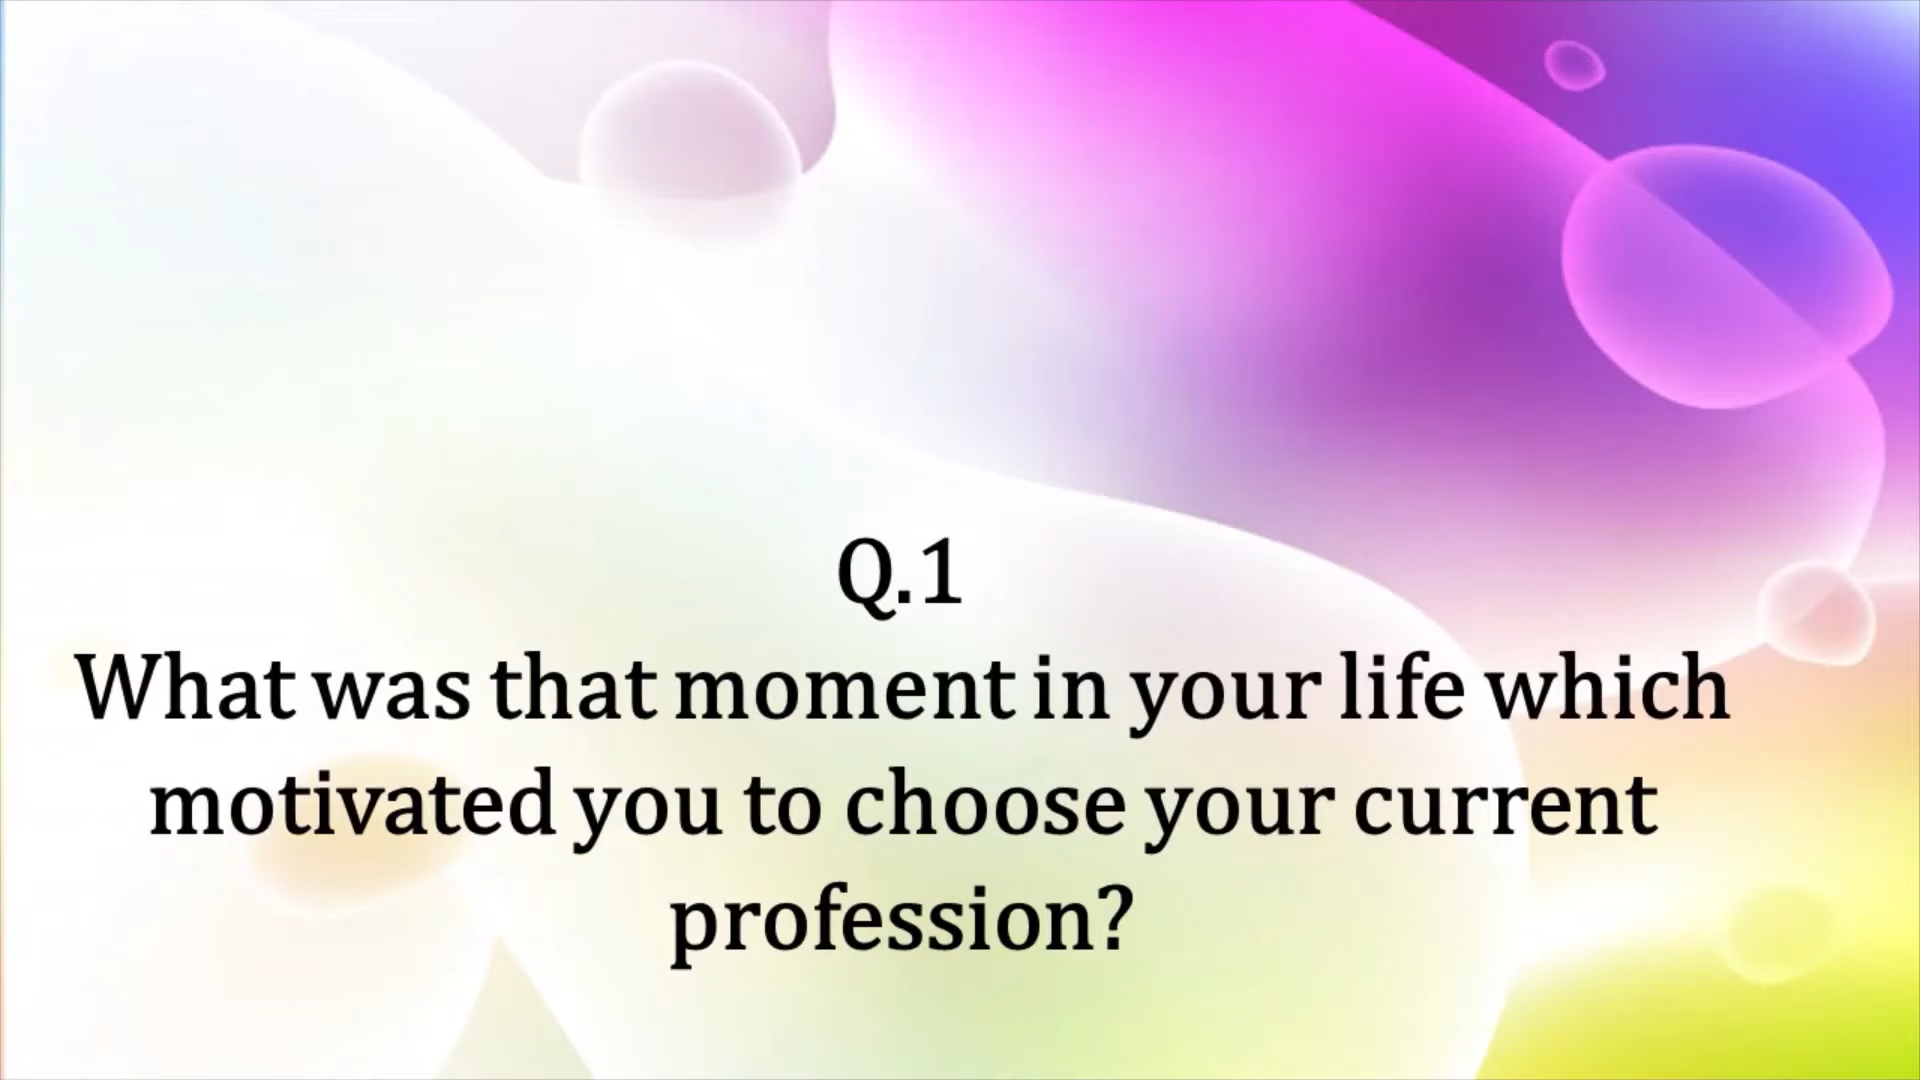 Q.1
What was that moment in your life which
motivated you to choose your current
profession?